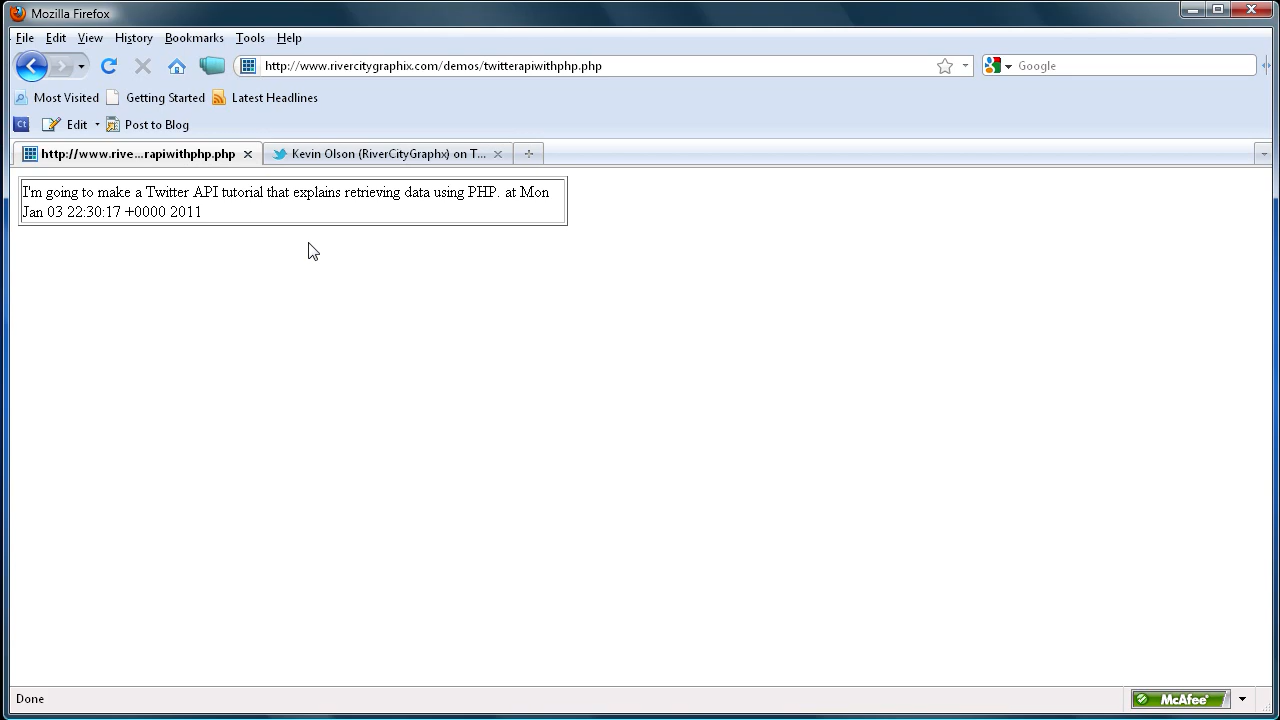 Mozilla Firefox
File Edit View History Bookmarks Tools Help
http://www.rivercitygraphix.com/demos/twitterapiwithphp.php
Google
Most Visited Getting Started Latest Headlines
Ct Edit Post to Blog
http://www.rive...rapiwithphp.php Kevin Olson (RiverCityGraphx) on T...
I'm going to make a Twitter API tutorial that explains retrieving data using PHP. at Mon
Jan 03 22:30:17 +0000 2011
Done McAfee